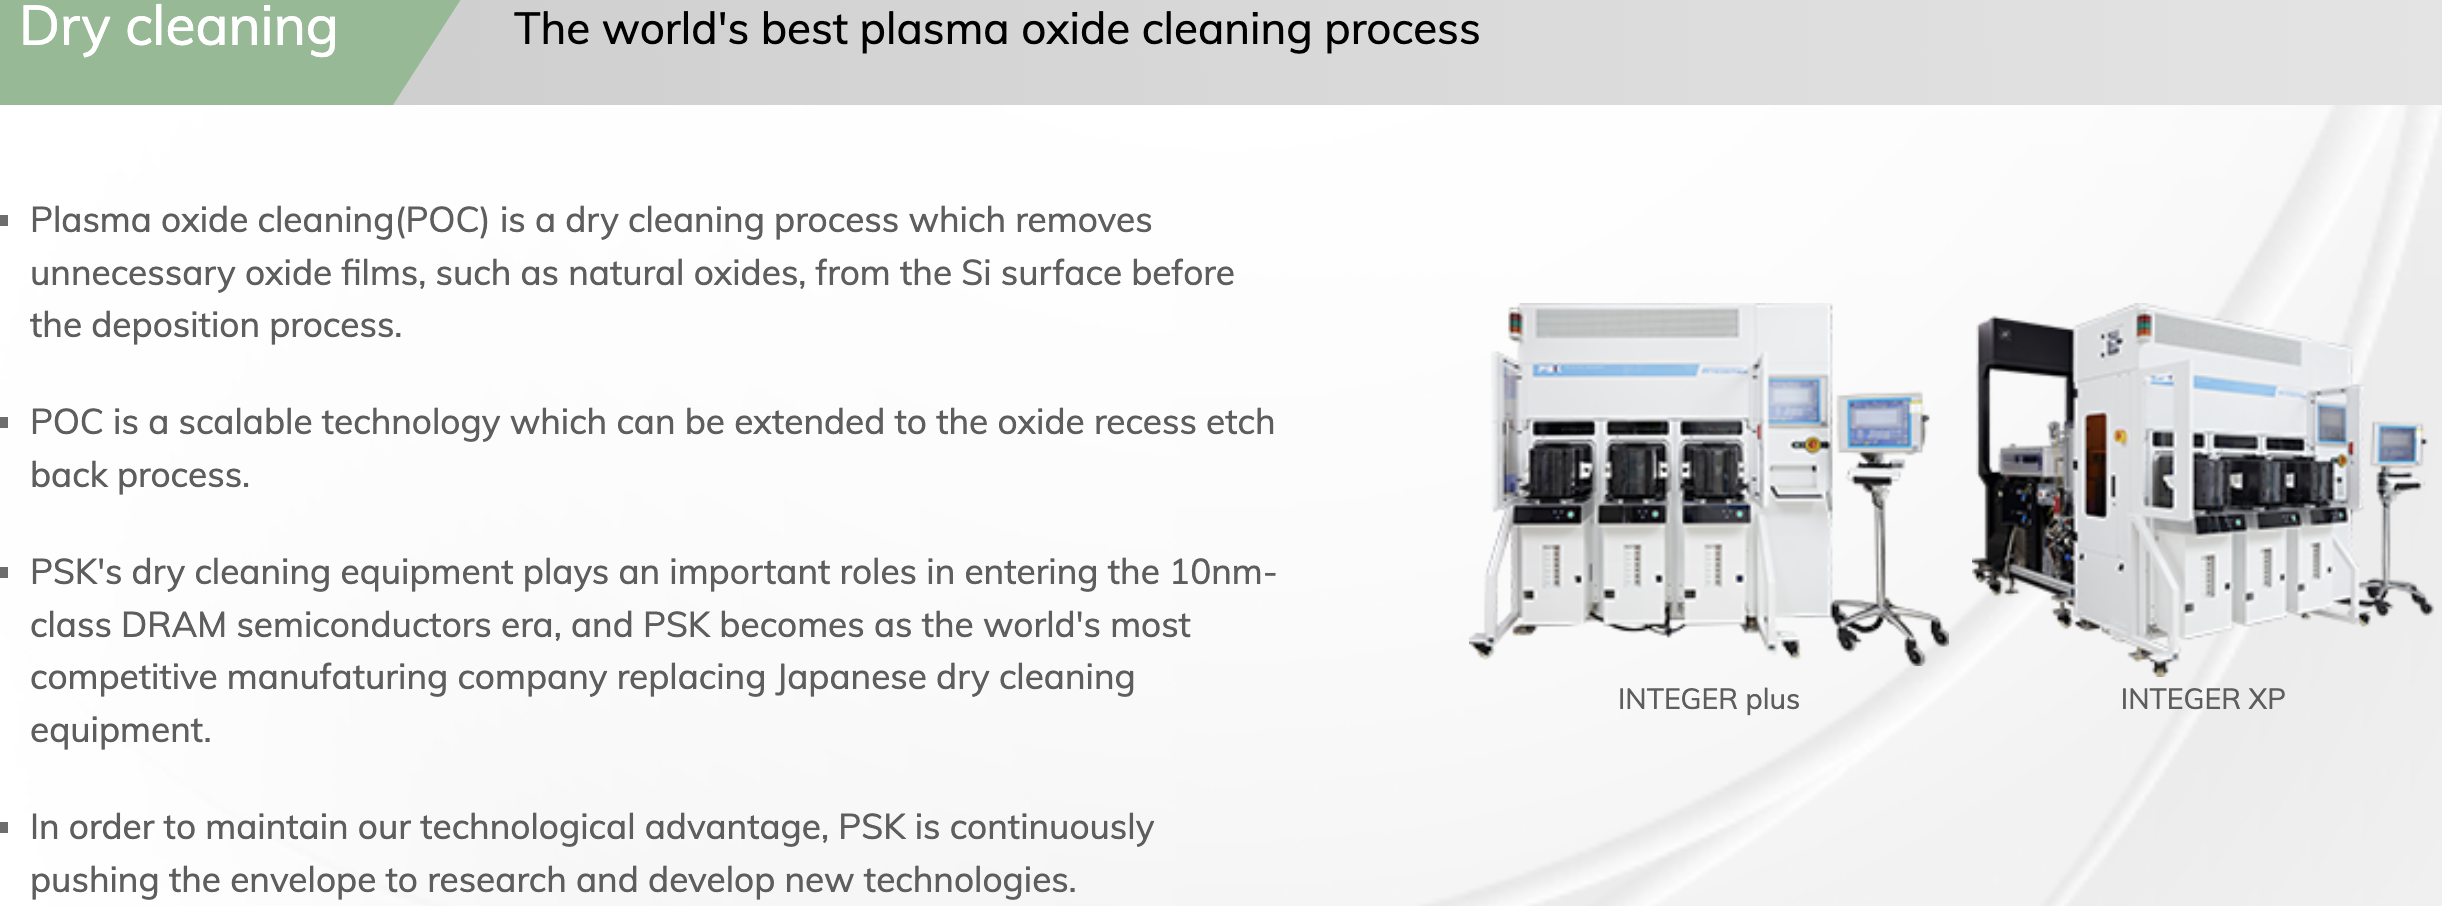 Dry cleaning
The world's best plasma oxide cleaning process
Plasma oxide cleaning(POC) is a dry cleaning process which removes
unnecessary oxide films, such as natural oxides, from the Si surface before
the deposition process.
POC is a scalable technology which can be extended to the oxide recess etch
back process.
PSK's dry cleaning equipment plays an important roles in entering the 10nm-
class DRAM semiconductors era, and PSK becomes as the world's most
competitive manufaturing company replacing Japanese dry cleaning
equipment.
In order to maintain our technological advantage, PSK is continuously
pushing the envelope to research and develop new technologies.
PSK
INTEGER plus
INTEGER XP